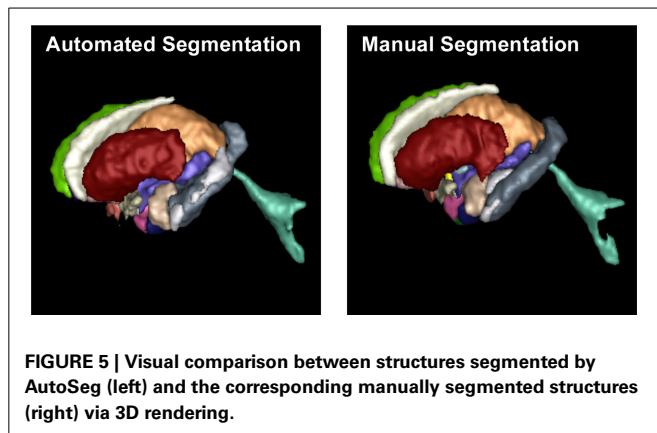 Automated Segmentation
Manual Segmentation
FIGURE 5 | Visual comparison between structures segmented by
AutoSeg (left) and the corresponding manually segmented structures
(right) via 3D rendering.